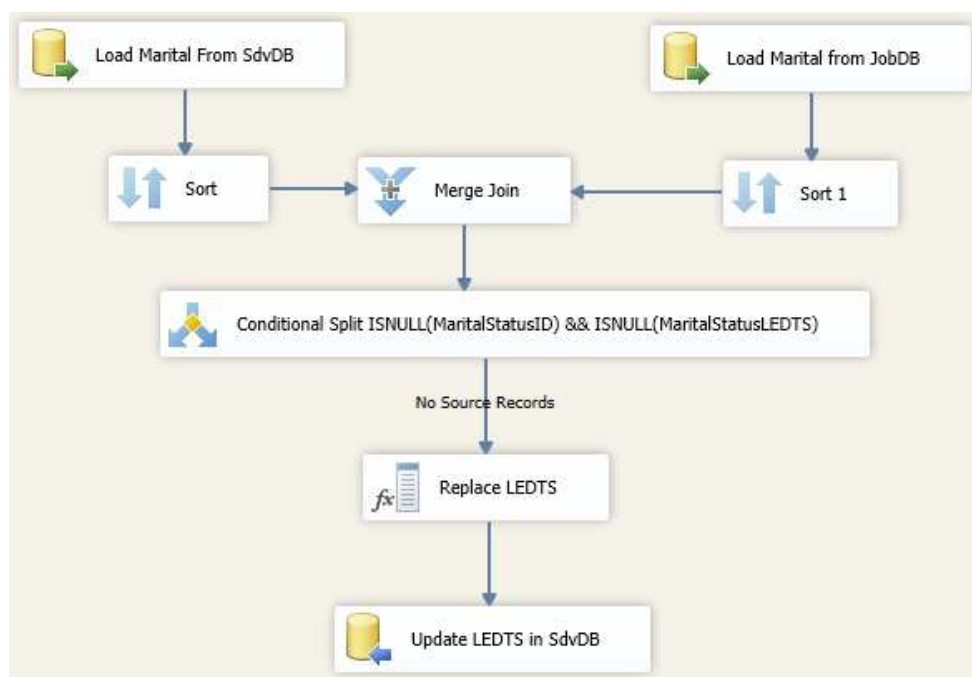 Load Marital From SdvDB
Load Marital from JobDB
Sort
Merge Join
Sort 1
Conditional Split ISNULL(MaritalStatusID) && ISNULL(MaritalStatusLEDTS)
No Source Records
fx
Replace LEDTS
Update LEDTS in SdvDB